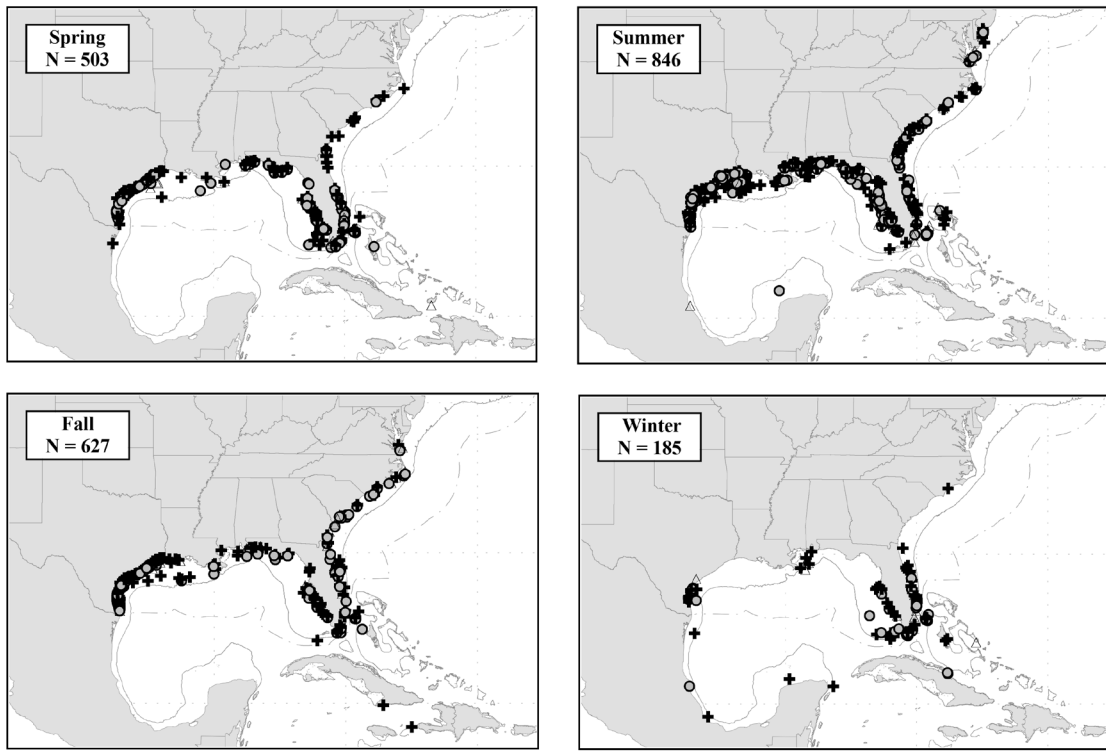 Spring
N = 503
Summer
N = 846
Fall
N = 627
Winter
N = 185